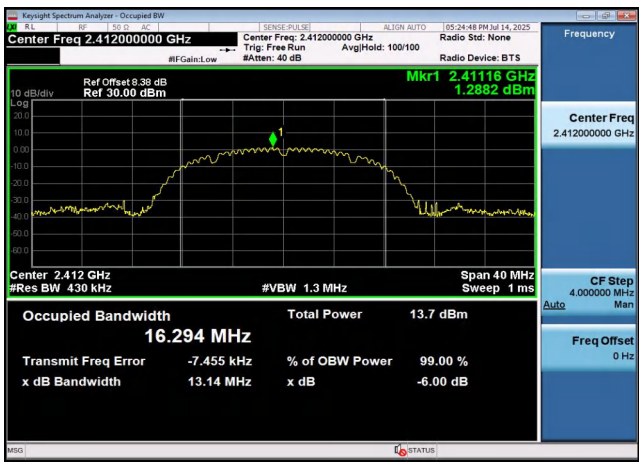 Keysight Spectrum Analyzer - Occupied BW
RL RF 50 Ω AC SENSE:PULSE ALIGN AUTO 05:24:48 PM Jul 14, 2025
Center Freq 2.412000000 GHz
Center Freq: 2.412000000 GHz Radio Std: None
Trig: Free Run Avg|Hold: 100/100
#IFGain:Low #Atten: 40 dB Radio Device: BTS
Frequency
Ref Offset 8.38 dB
10 dB/div Ref 30.00 dBm
Mkr1 2.41116 GHz
1.2882 dBm
Log
20.0
10.0
0.00
-10.0
-20.0
-30.0
-40.0
-50.0
-60.0
1
Center 2.412 GHz Span 40 MHz
#Res BW 430 kHz #VBW 1.3 MHz Sweep 1 ms
Occupied Bandwidth Total Power 13.7 dBm
16.294 MHz
Transmit Freq Error -7.455 kHz % of OBW Power 99.00 %
x dB Bandwidth 13.14 MHz x dB -6.00 dB
Center Freq
2.412000000 GHz
CF Step
4.000000 MHz
Auto Man
Freq Offset
0 Hz
MSG STATUS